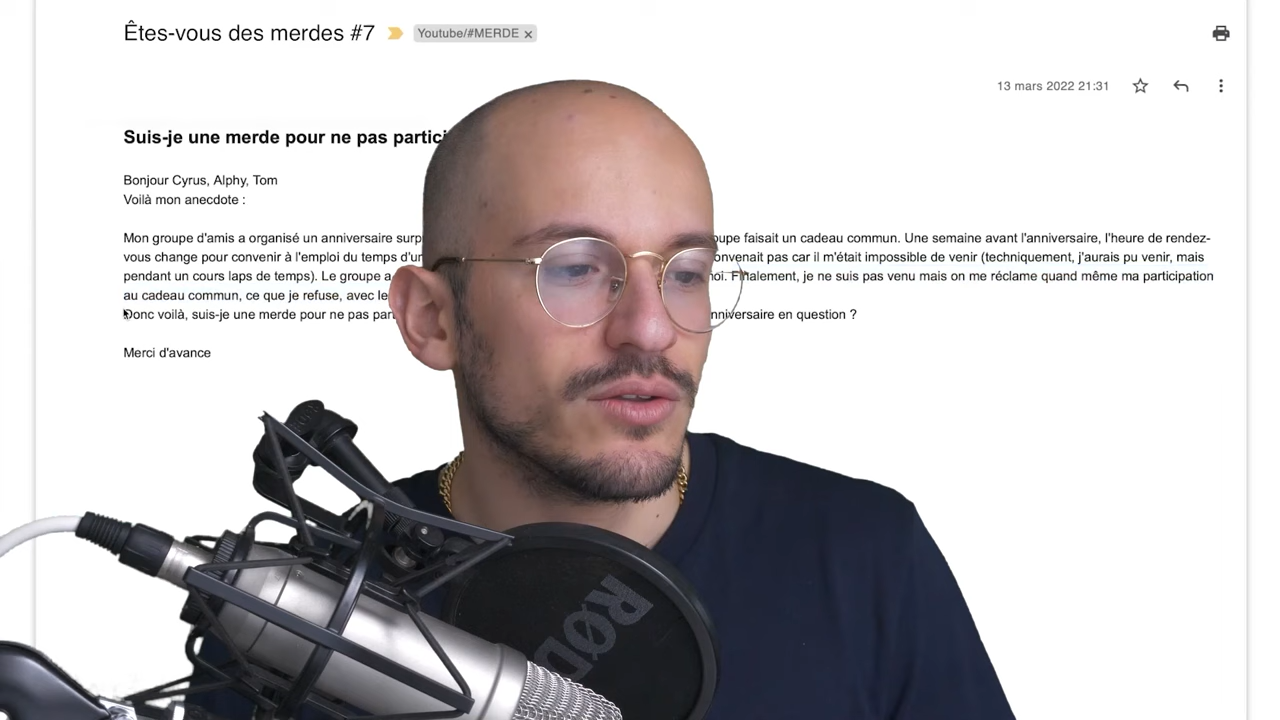 Êtes-vous des merdes #7
Youtube/#MERDE ×
13 mars 2022 21:31
Suis-je une merde pour ne pas partici
Bonjour Cyrus, Alphy, Tom
Voilà mon anecdote :
Mon groupe d'amis a organisé un anniversaire surp oupe faisait un cadeau commun. Une semaine avant l'anniversaire, l'heure de rendez-
vous change pour convenir à l'emploi du temps d'ur onvenait pas car il m'était impossible de venir (techniquement, j'aurais pu venir, mais
pendant un cours laps de temps). Le groupe a noi. Finalement, je ne suis pas venu mais on me réclame quand même ma participation
au cadeau commun, ce que je refuse, avec le
Donc voilà, suis-je une merde pour ne pas par nniversaire en question ?
Merci d'avance
RØD